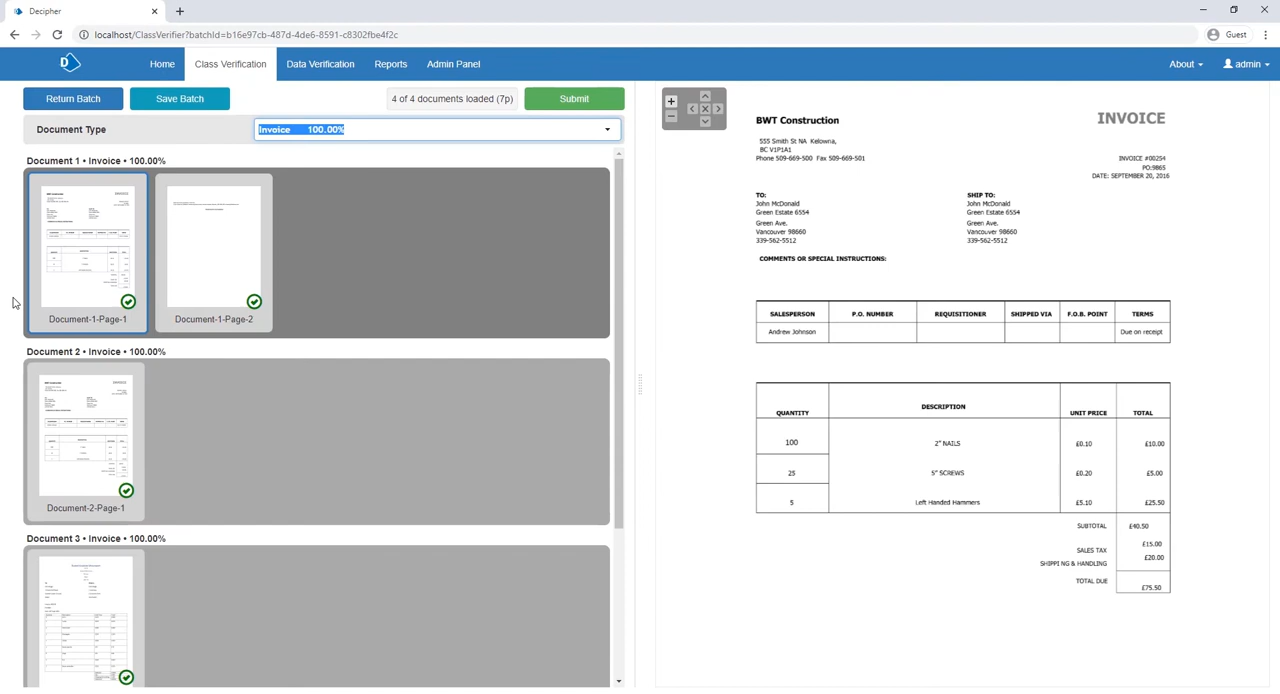 Decipher
localhost/ClassVerifier?batchId=b16e97cb-487d-4de6-8591-c8302fbe4f2c
Guest
D
Home
Class Verification
Data Verification
Reports
Admin Panel
About
admin
Return Batch
Save Batch
4 of 4 documents loaded (7p)
Submit
Document Type
Invoice 100.00%
Document 1 • Invoice • 100.00%
Document-1-Page-1
Document-1-Page-2
Document 2 • Invoice • 100.00%
Document-2-Page-1
Document 3 • Invoice • 100.00%
BWT Construction
INVOICE
555 Smith St NA Kelowna,
BC V1P1A1
Phone 509-669-500 Fax 509-669-501
INVOICE #00254
PO:9865
DATE: SEPTEMBER 20, 2016
TO:
John McDonald
Green Estate 6554
Green Ave.
Vancouver 98660
339-562-5512
SHIP TO:
John McDonald
Green Estate 6554
Green Ave.
Vancouver 98660
339-562-5512
COMMENTS OR SPECIAL INSTRUCTIONS:
SALESPERSON P.O. NUMBER REQUISITIONER SHIPPED VIA F.O.B. POINT TERMS
Andrew Johnson Due on receipt
QUANTITY DESCRIPTION UNIT PRICE TOTAL
100 2" NAILS £0.10 £10.00
25 5" SCREWS £0.20 £5.00
5 Left Handed Hammers £5.10 £25.50
SUBTOTAL £40.50
SALES TAX £15.00
SHIPPING & HANDLING £20.00
TOTAL DUE £75.50